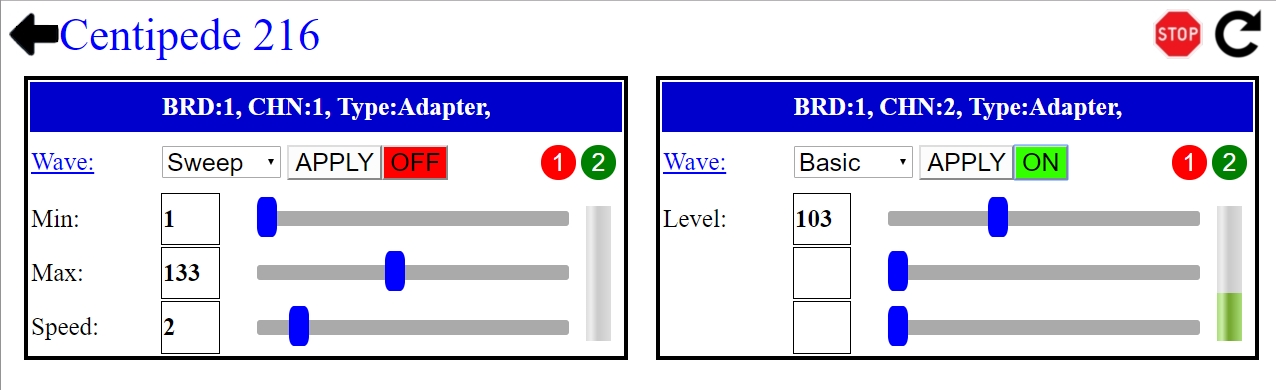 Centipede 216
STOP
BRD:1, CHN:1, Type:Adapter,
Wave: Sweep APPLY OFF 1 2
Min: 1
Max: 133
Speed: 2
BRD:1, CHN:2, Type:Adapter,
Wave: Basic APPLY ON 1 2
Level: 103